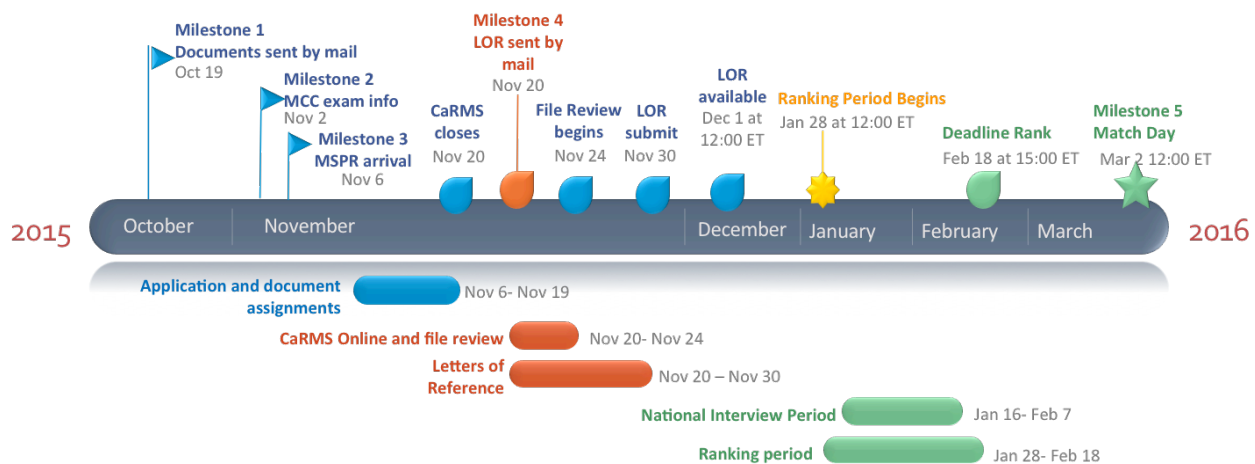 Milestone 1
Documents sent by mail
Oct 19
Milestone 2
MCC exam info
Nov 2
Milestone 3
MSPR arrival
Nov 6
CaRMS
closes
Nov 20
Milestone 4
LOR sent by
mail
Nov 20
File Review
begins
Nov 24
LOR
submit
Nov 30
LOR
available
Dec 1 at
12:00 ET
Ranking Period Begins
Jan 28 at 12:00 ET
Deadline Rank
Feb 18 at 15:00 ET
Milestone 5
Match Day
Mar 2 12:00 ET
2015
October
November
December
January
February
March
2016
Application and document
assignments
Nov 6- Nov 19
CaRMS Online and file review
Nov 20- Nov 24
Letters of
Reference
Nov 20 – Nov 30
National Interview Period
Jan 16- Feb 7
Ranking period
Jan 28- Feb 18